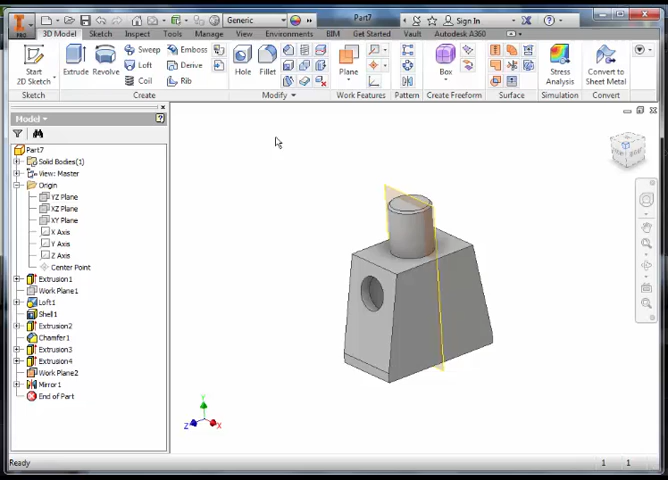 PRO
Generic
Part7
Sign In
3D Model
Sketch
Inspect
Tools
Manage
View
Environments
BIM
Get Started
Vault
Autodesk A360
Start
2D Sketch
Extrude
Revolve
Sweep
Loft
Coil
Emboss
Derive
Rib
Hole
Fillet
Plane
Box
Stress
Analysis
Convert to
Sheet Metal
Sketch
Create
Modify
Work Features
Pattern
Create Freeform
Surface
Simulation
Convert
Model
Part7
Solid Bodies(1)
View: Master
Origin
YZ Plane
XZ Plane
XY Plane
X Axis
Y Axis
Z Axis
Center Point
Extrusion1
Work Plane1
Loft1
Shell1
Extrusion2
Chamfer1
Extrusion3
Extrusion4
Work Plane2
Mirror1
End of Part
Y
Z
X
Ready
1
1